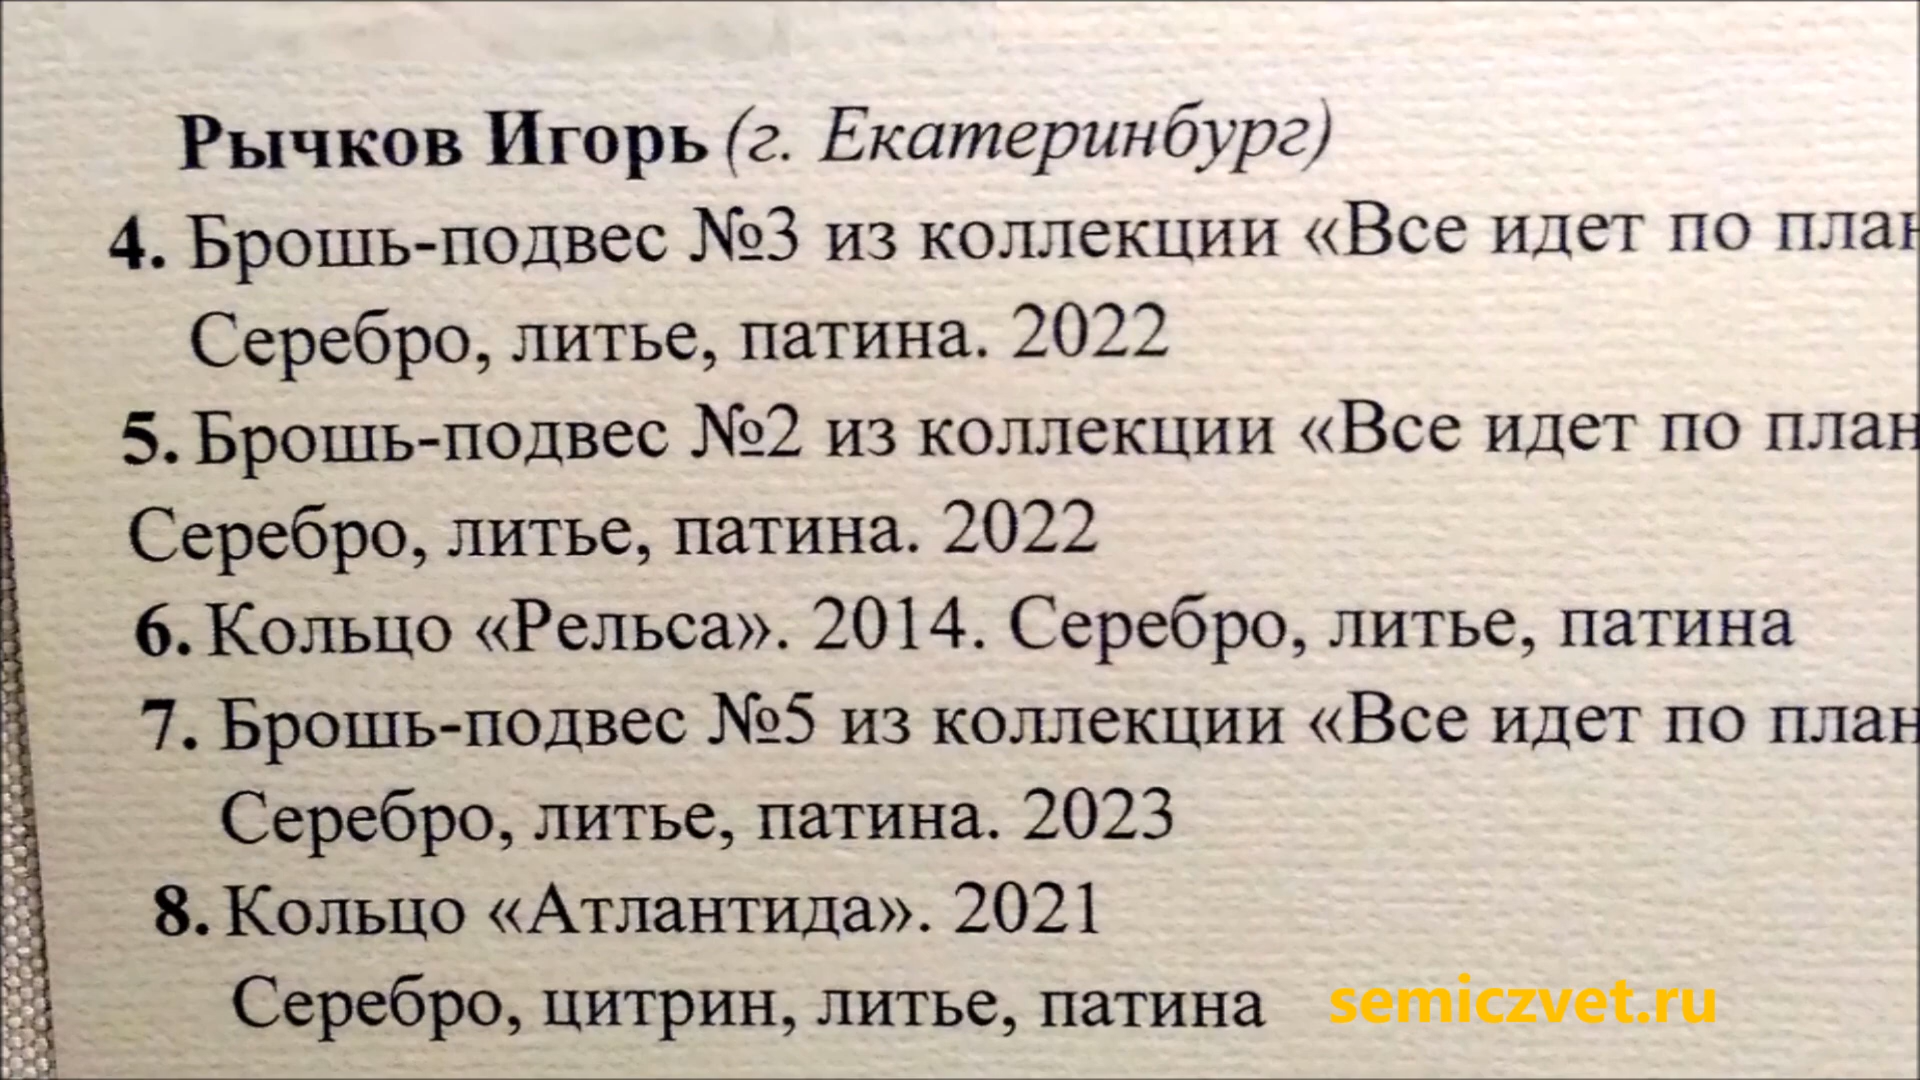 Рычков Игорь (г. Екатеринбург)
4. Брошь-подвес №3 из коллекции «Все идет по план
Серебро, литье, патина. 2022
5. Брошь-подвес №2 из коллекции «Все идет по план
Серебро, литье, патина. 2022
6. Кольцо «Рельса». 2014. Серебро, литье, патина
7. Брошь-подвес №5 из коллекции «Все идет по план
Серебро, литье, патина. 2023
8. Кольцо «Атлантида». 2021
Серебро, цитрин, литье, патина
semiczvet.ru